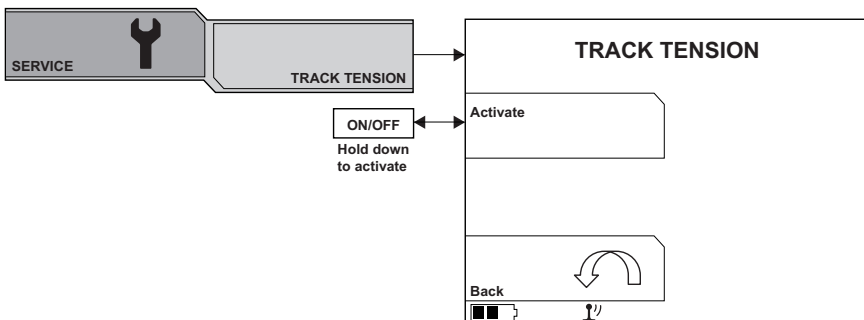 SERVICE
TRACK TENSION
TRACK TENSION
Activate
ON/OFF
Hold down
to activate
Back